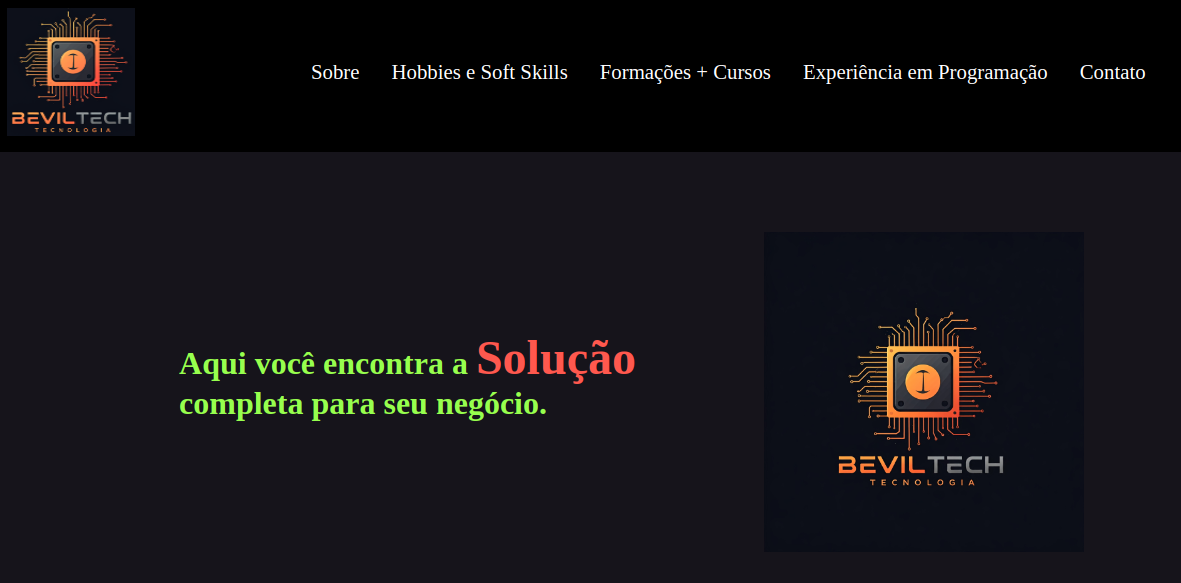 BEVILTECH
TECNOLOGIA
Sobre Hobbies e Soft Skills Formações + Cursos Experiência em Programação Contato
Aqui você encontra a Solução
completa para seu negócio.
BEVILTECH
TECNOLOGIA